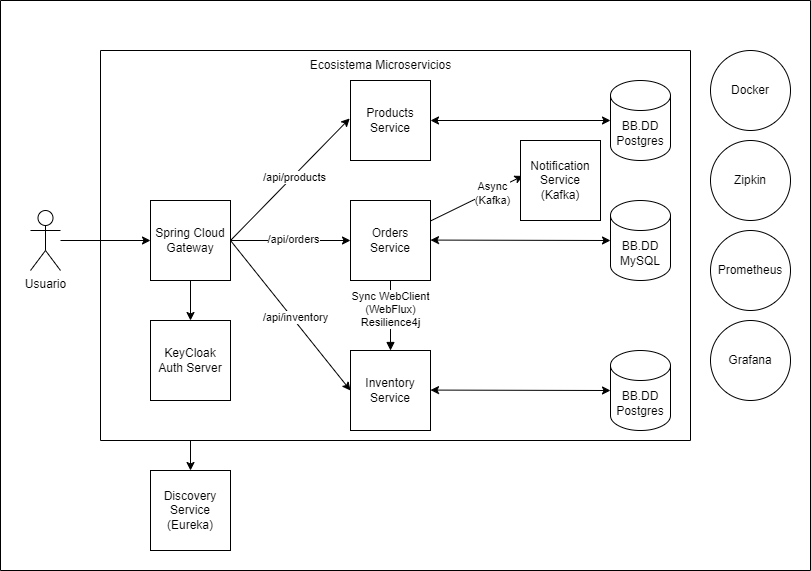 Ecosistema Microservicios
Products
Service
BB.DD
Postgres
Docker
/api/products
Notification
Service
(Kafka)
Async
(Kafka)
Zipkin
Usuario
Spring Cloud
Gateway
/api/orders
Orders
Service
BB.DD
MySQL
Prometheus
/api/inventory
Sync WebClient
(WebFlux)
Resilience4j
KeyCloak
Auth Server
Inventory
Service
BB.DD
Postgres
Grafana
Discovery
Service
(Eureka)